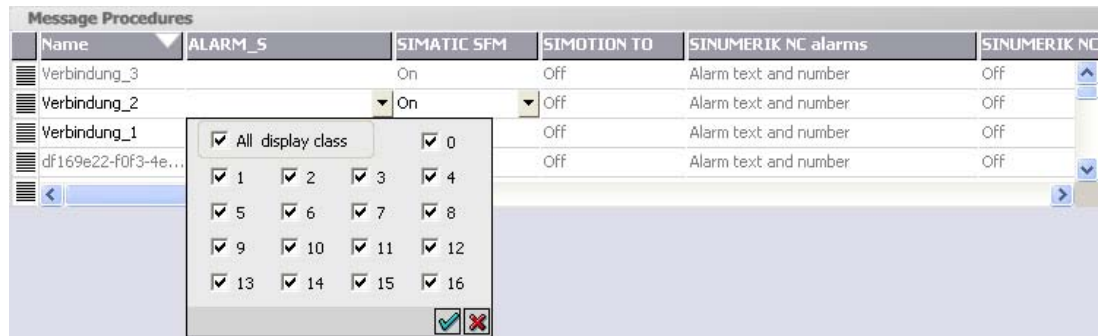 Message Procedures
Name ALARM_S SIMATIC SFM SIMOTION TO SINUMERIK NC alarms SINUMERIK NC
Verbindung_3 On Off Alarm text and number Off
Verbindung_2 On Off Alarm text and number Off
Verbindung_1 Off Alarm text and number Off
df169e22-f0f3-4e... Off Alarm text and number Off
All display class 0
1 2 3 4
5 6 7 8
9 10 11 12
13 14 15 16